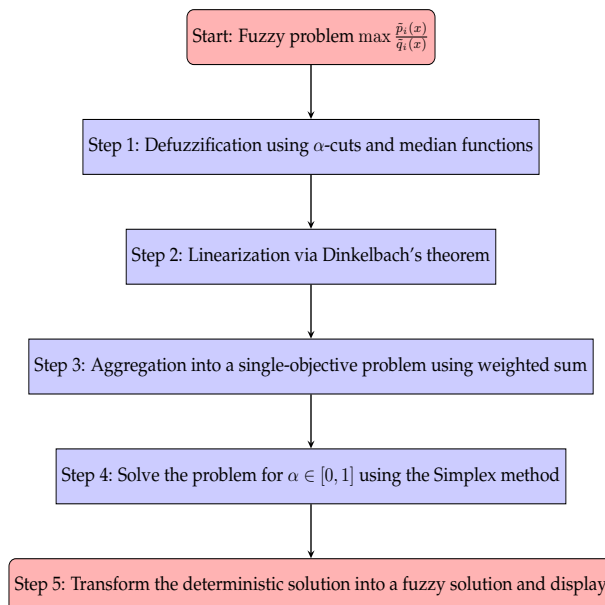 Start: Fuzzy problem max p̃ᵢ(x)/q̃ᵢ(x)
Step 1: Defuzzification using α-cuts and median functions
Step 2: Linearization via Dinkelbach's theorem
Step 3: Aggregation into a single-objective problem using weighted sum
Step 4: Solve the problem for α ∈ [0, 1] using the Simplex method
Step 5: Transform the deterministic solution into a fuzzy solution and display